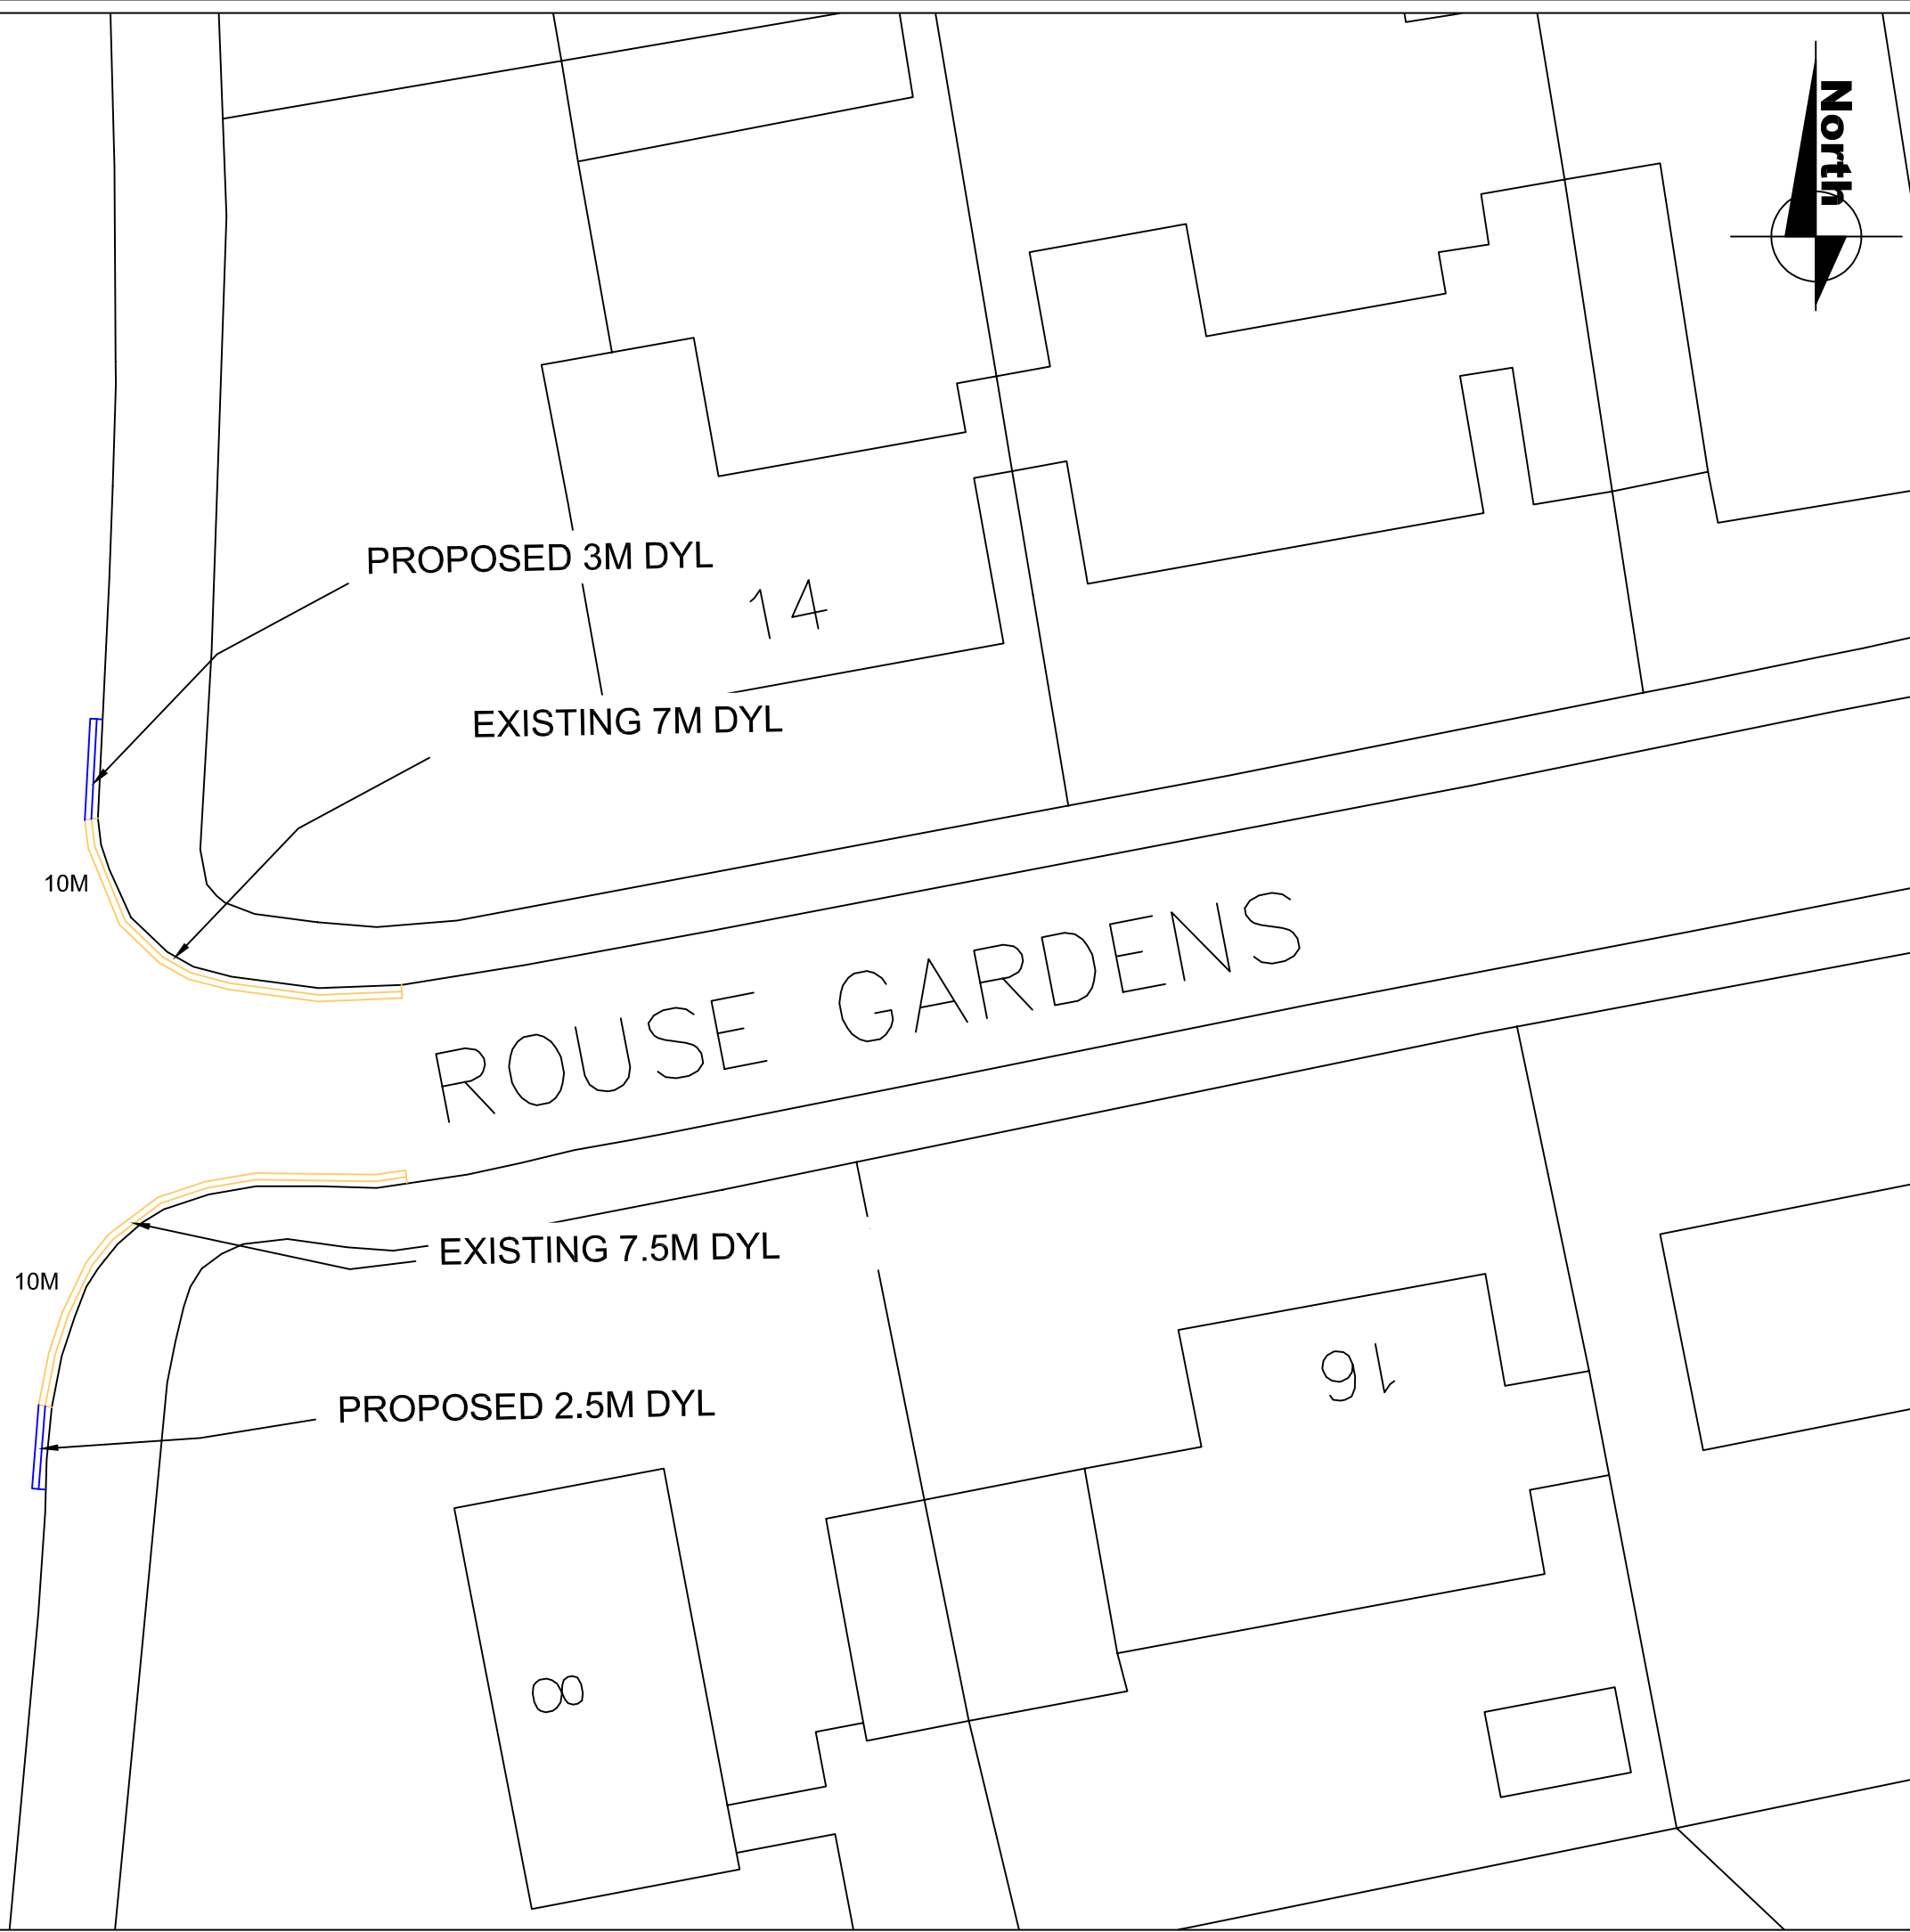 North
PROPOSED 3M DYL
14
EXISTING 7M DYL
10M
ROUSE GARDENS
EXISTING 7.5M DYL
10M
16
PROPOSED 2.5M DYL
8